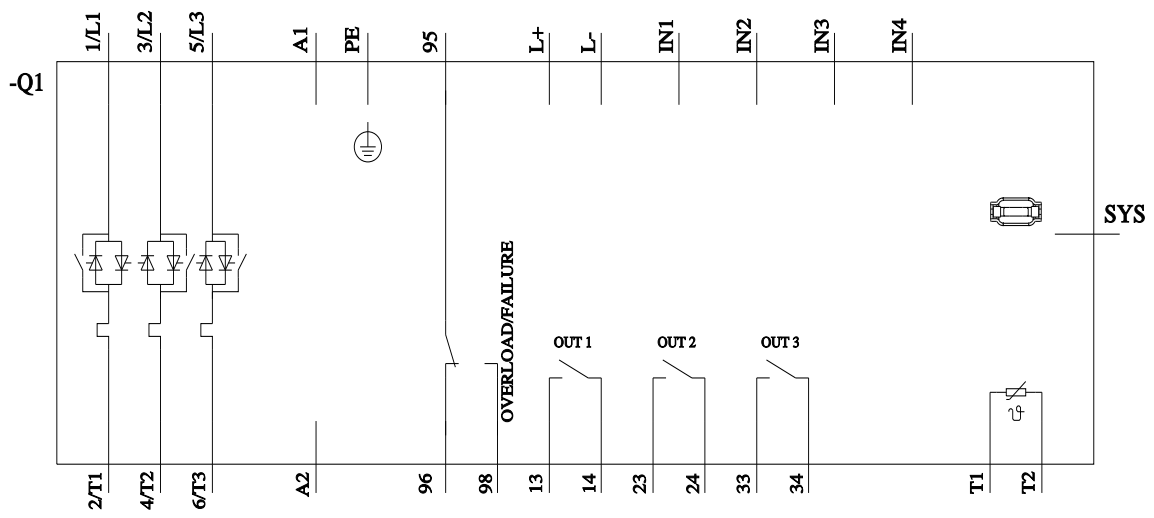 1/L1
3/L2
5/L3
A1
PE
95
L+
L-
IN1
IN2
IN3
IN4
-Q1
SYS
OVERLOAD/FAILURE
OUT 1
OUT 2
OUT 3
ϑ
2/T1
4/T2
6/T3
A2
96
98
13
14
23
24
33
34
T1
T2